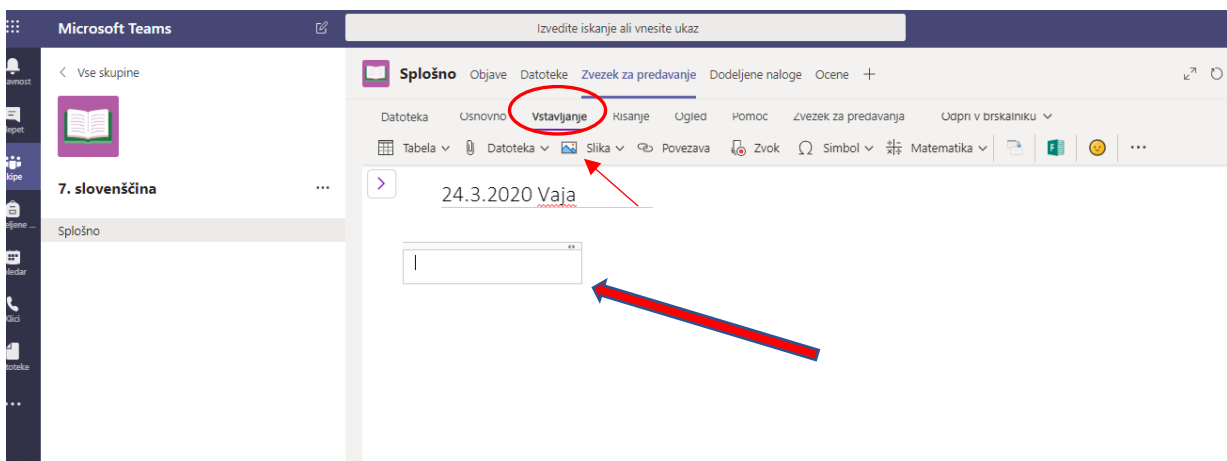 Microsoft Teams
Izvedite iskanje ali vnesite ukaz
Vse skupine
Splošno Objave Datoteke Zvezek za predavanje Dodeljene naloge Ocene
Datoteka Osnovno Vstavljanje Risanje Ogled Pomoč Zvezek za predavanja Odpri v brskalniku
Tabela Datoteka Slika Povezava Zvok Simbol Matematika
7. slovenščina
24.3.2020 Vaja
Splošno